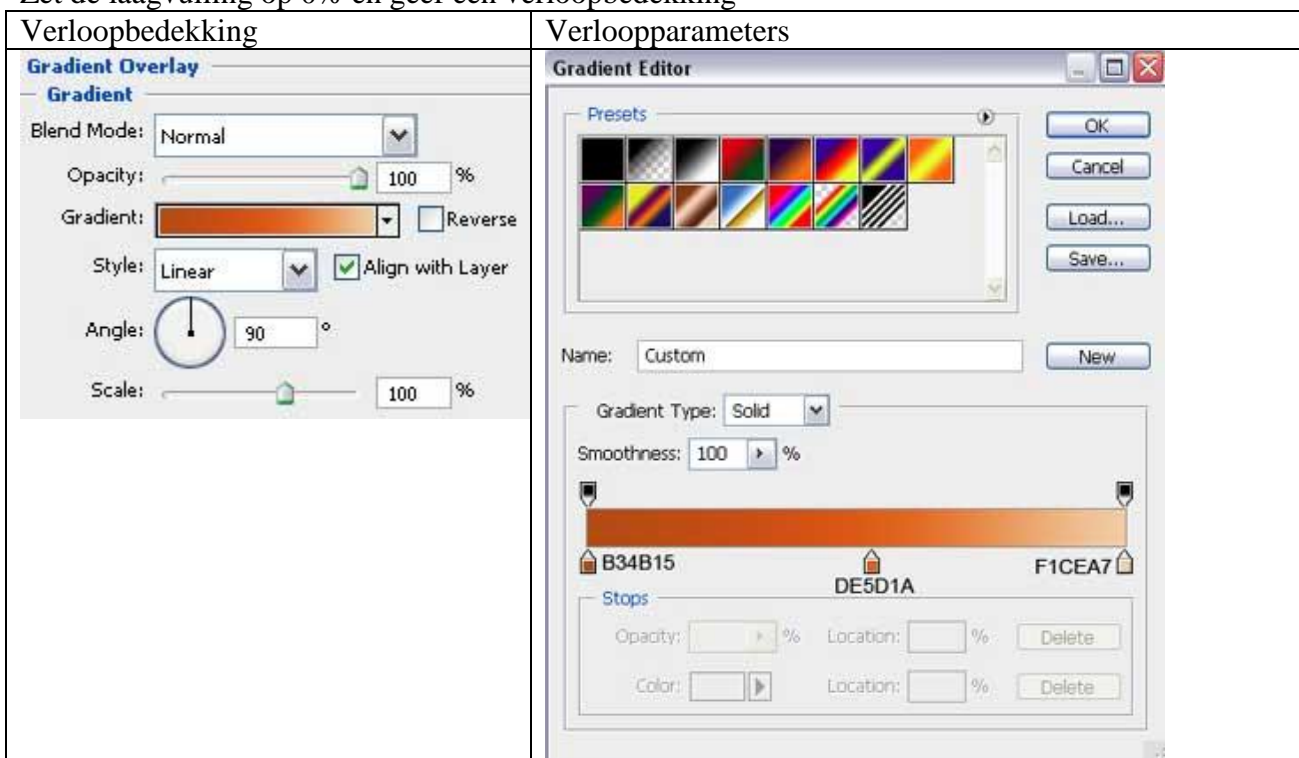 Zet de laagvulling op 0% en geef een verloopbedekking
Verloopbedekking
Verloopparameters
Gradient Overlay
Gradient
Blend Mode: Normal
Opacity: 100 %
Gradient: Reverse
Style: Linear Align with Layer
Angle: 90 °
Scale: 100 %
Gradient Editor
Presets
OK
Cancel
Load...
Save...
Name: Custom
New
Gradient Type: Solid
Smoothness: 100 %
B34B15
DE5D1A
F1CEA7
Stops
Opacity: % Location: % Delete
Color: Location: % Delete